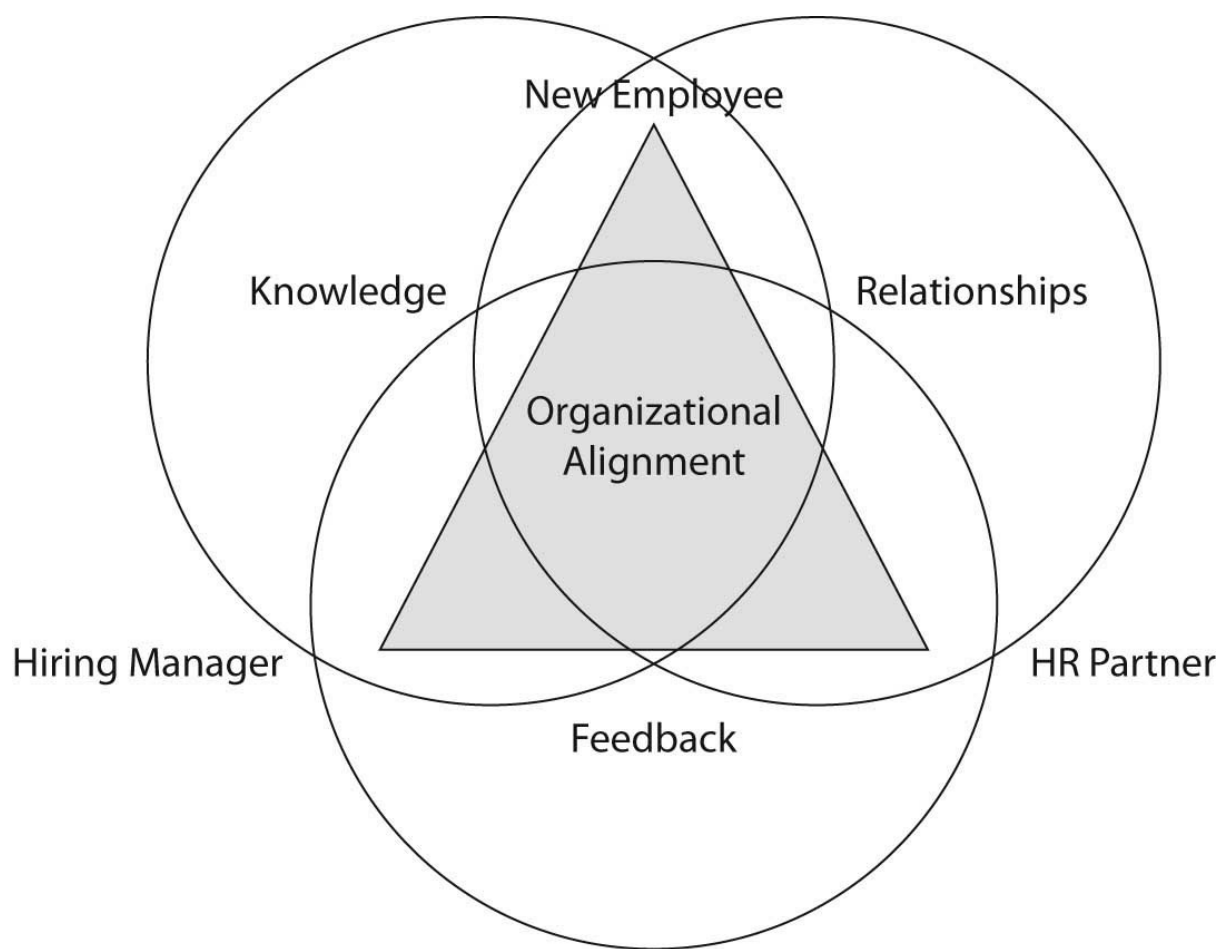 New Employee
Knowledge
Relationships
Organizational
Alignment
Hiring Manager
HR Partner
Feedback